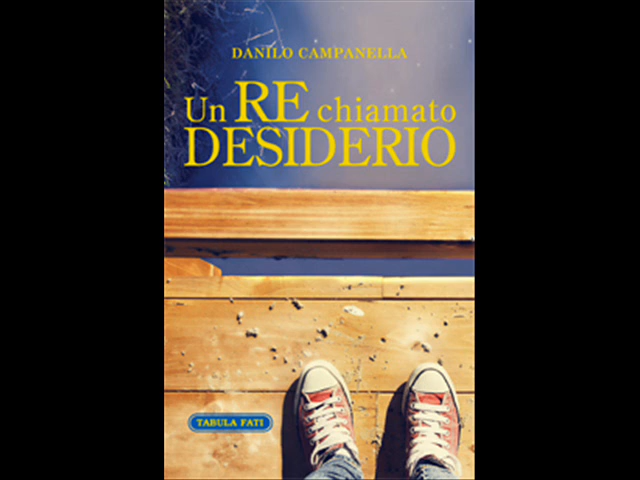 DANILO CAMPANELLA
Un RE chiamato
DESIDERIO
TABULA FATI